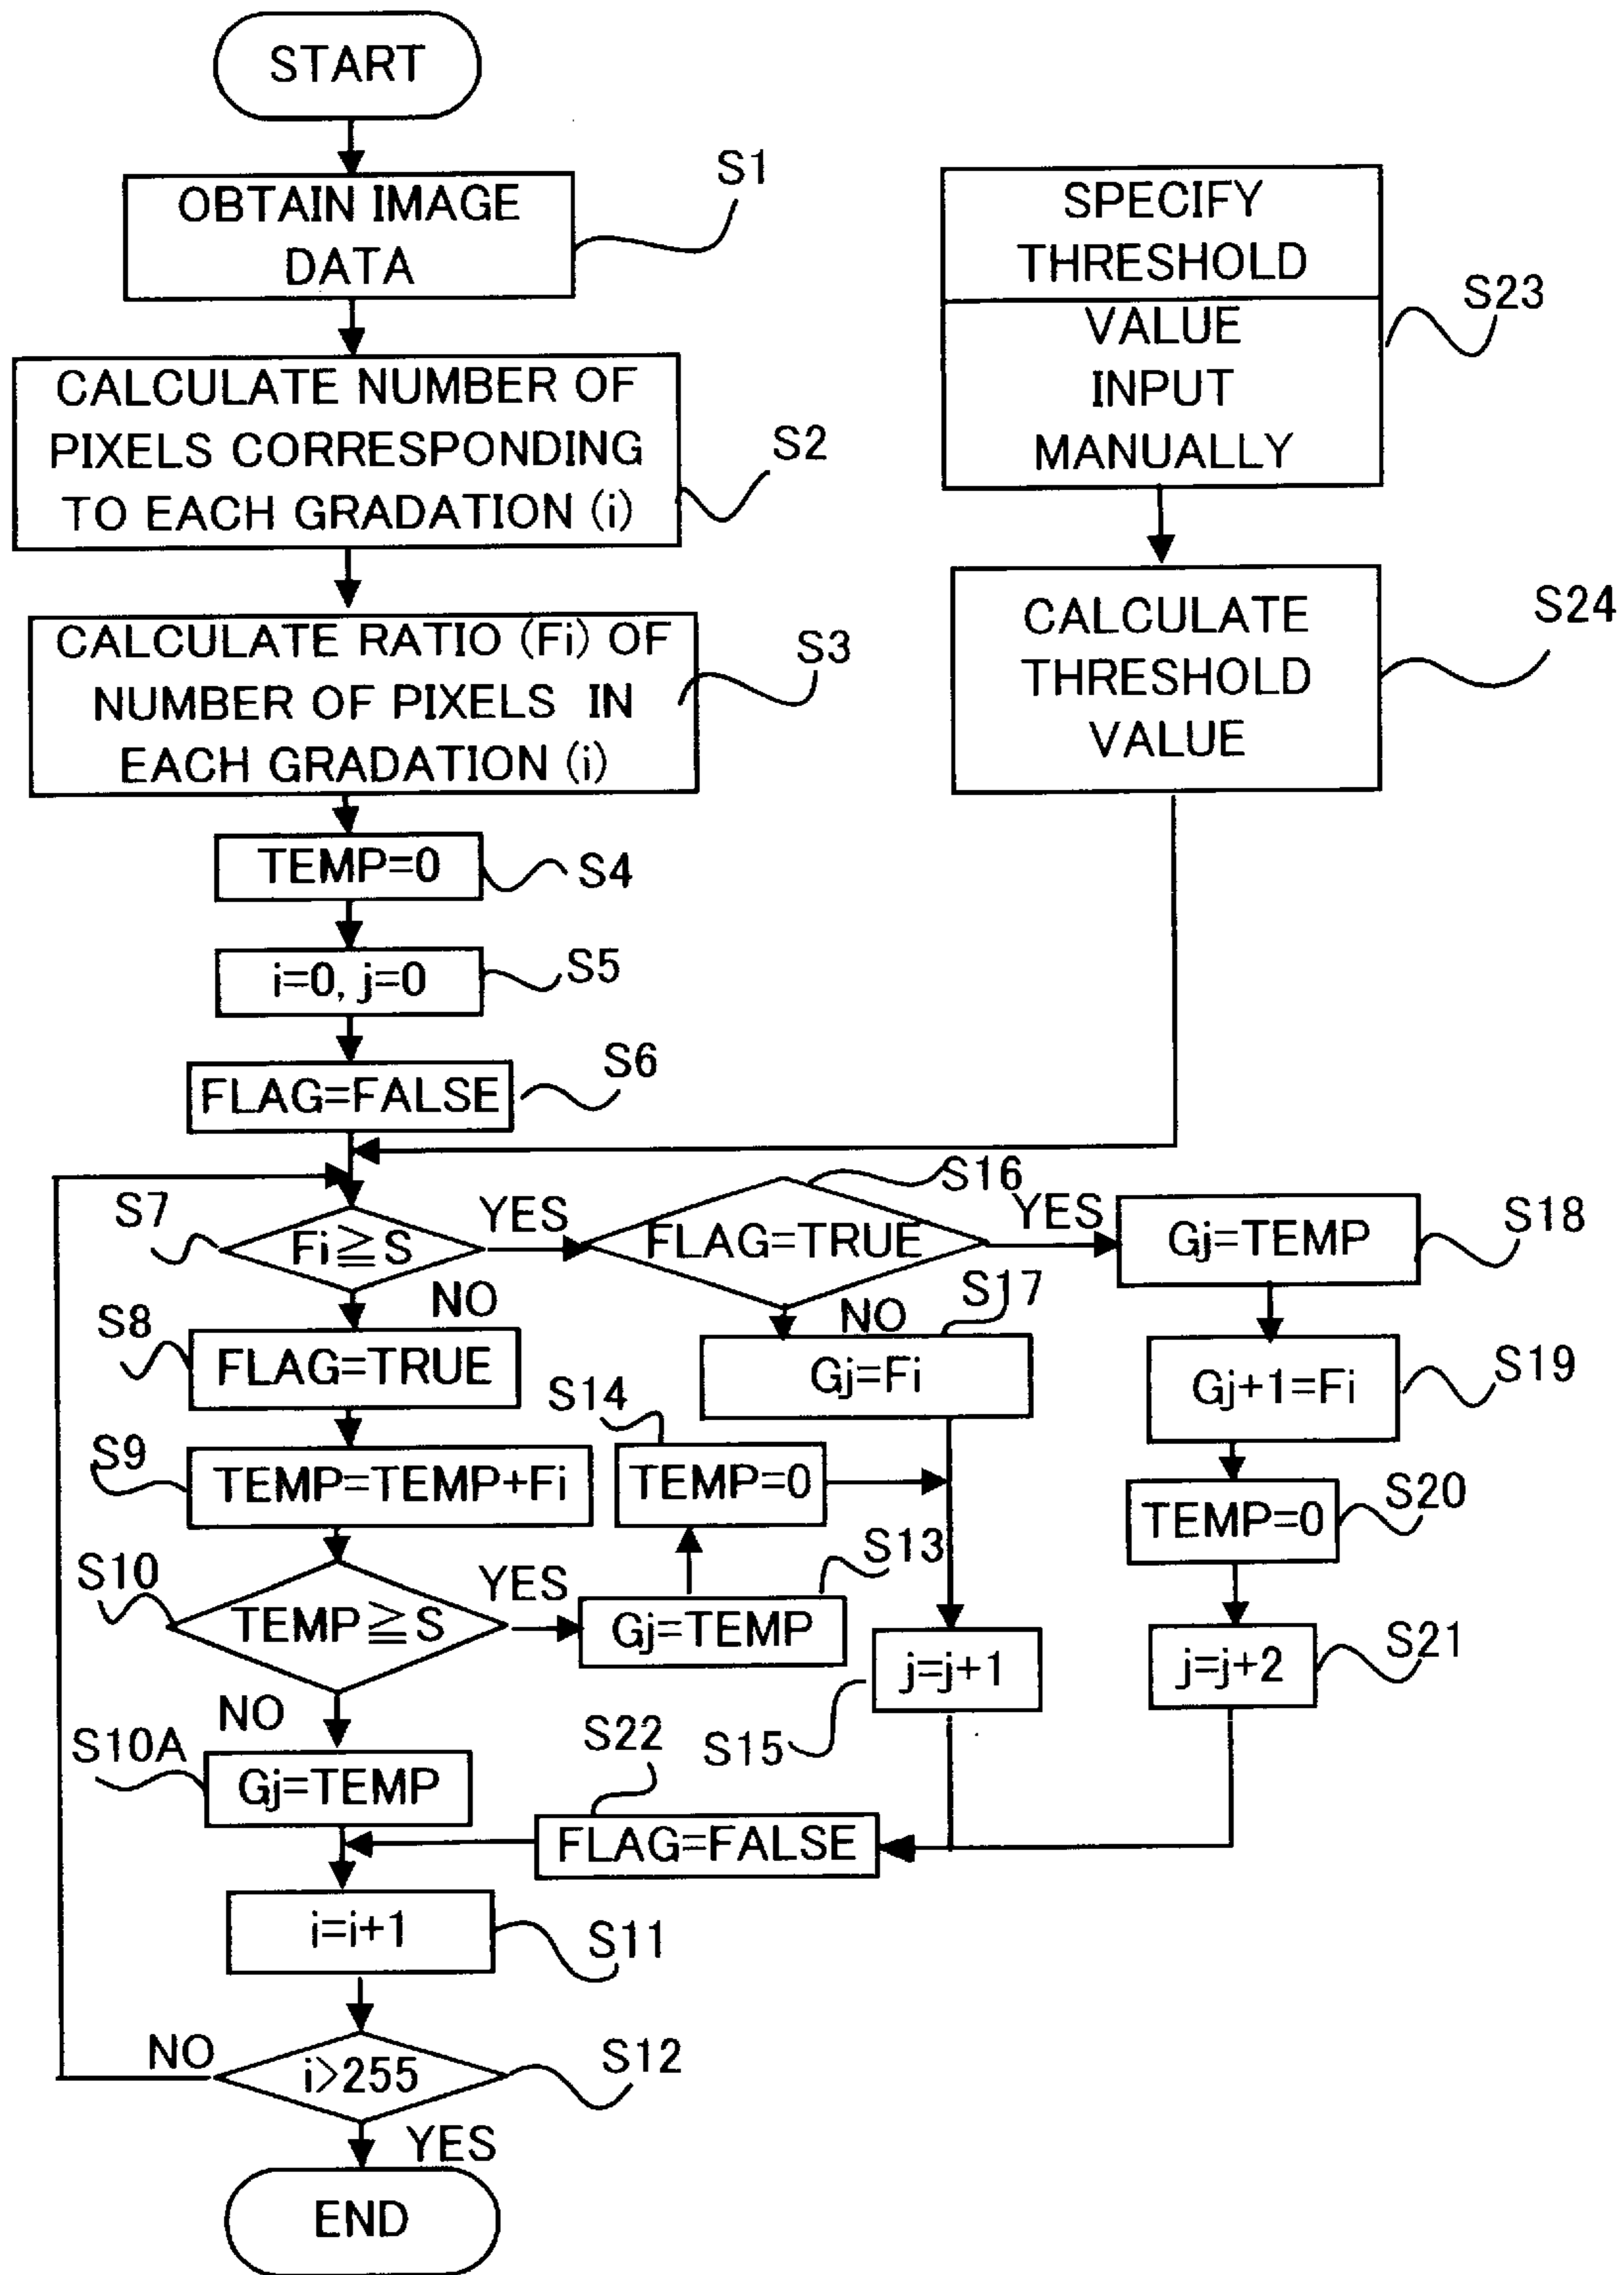 START
OBTAIN IMAGE
DATA
S1
CALCULATE NUMBER OF
PIXELS CORRESPONDING
TO EACH GRADATION (i)
S2
CALCULATE RATIO (Fi) OF
NUMBER OF PIXELS IN
EACH GRADATION (i)
S3
TEMP=0
S4
i=0, j=0
S5
FLAG=FALSE
S6
SPECIFY
THRESHOLD
VALUE
INPUT
MANUALLY
S23
CALCULATE
THRESHOLD
VALUE
S24
S7
Fi≧S
YES
NO
S16
FLAG=TRUE
YES
NO
Gj=TEMP
S18
S8
FLAG=TRUE
S17
Gj=Fi
Gj+1=Fi
S19
S9
TEMP=TEMP+Fi
S14
TEMP=0
TEMP=0
S20
S10
TEMP≧S
YES
NO
Gj=TEMP
S13
j=j+1
S15
j=j+2
S21
S10A
Gj=TEMP
S22
FLAG=FALSE
i=i+1
S11
NO
i>255
S12
YES
END